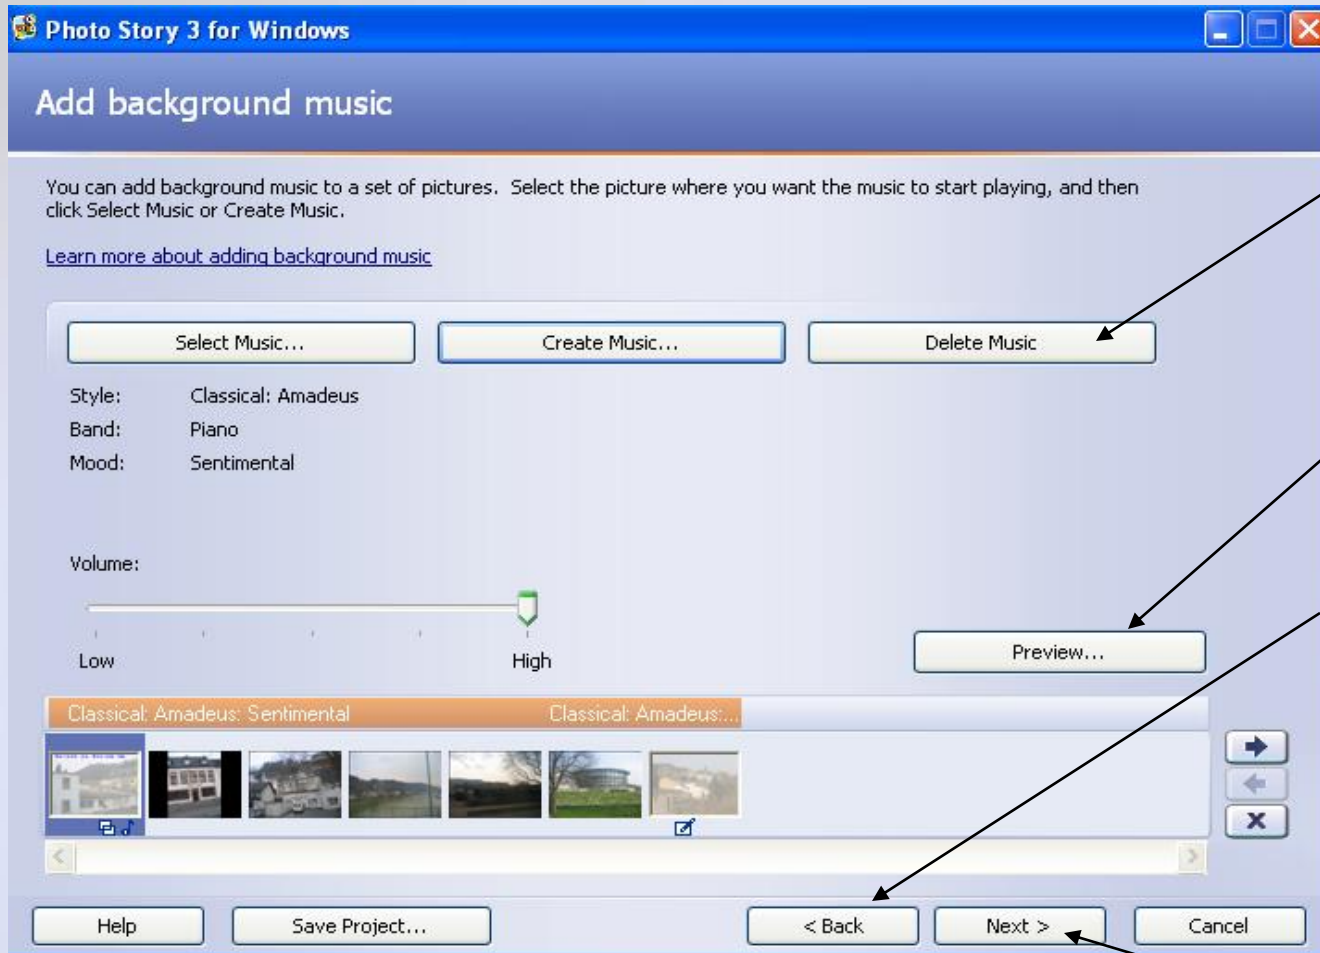 Photo Story 3 for Windows
Add background music
You can add background music to a set of pictures. Select the picture where you want the music to start playing, and then
click Select Music or Create Music.
Learn more about adding background music
Select Music...
Create Music...
Delete Music
Style: Classical: Amadeus
Band: Piano
Mood: Sentimental
Volume:
Low
High
Preview...
Classical: Amadeus: Sentimental
Classical: Amadeus:...
Help
Save Project...
< Back
Next >
Cancel